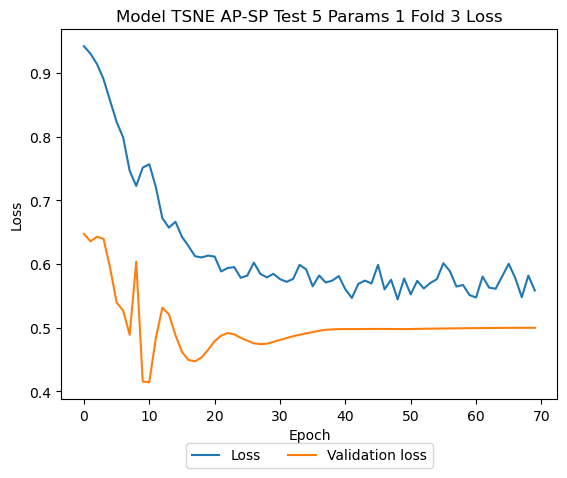 Model TSNE AP-SP Test 5 Params 1 Fold 3 Loss
Loss
0.9
0.8
0.7
0.6
0.5
0.4
0 10 20 30 40 50 60 70
Epoch
Loss Validation loss